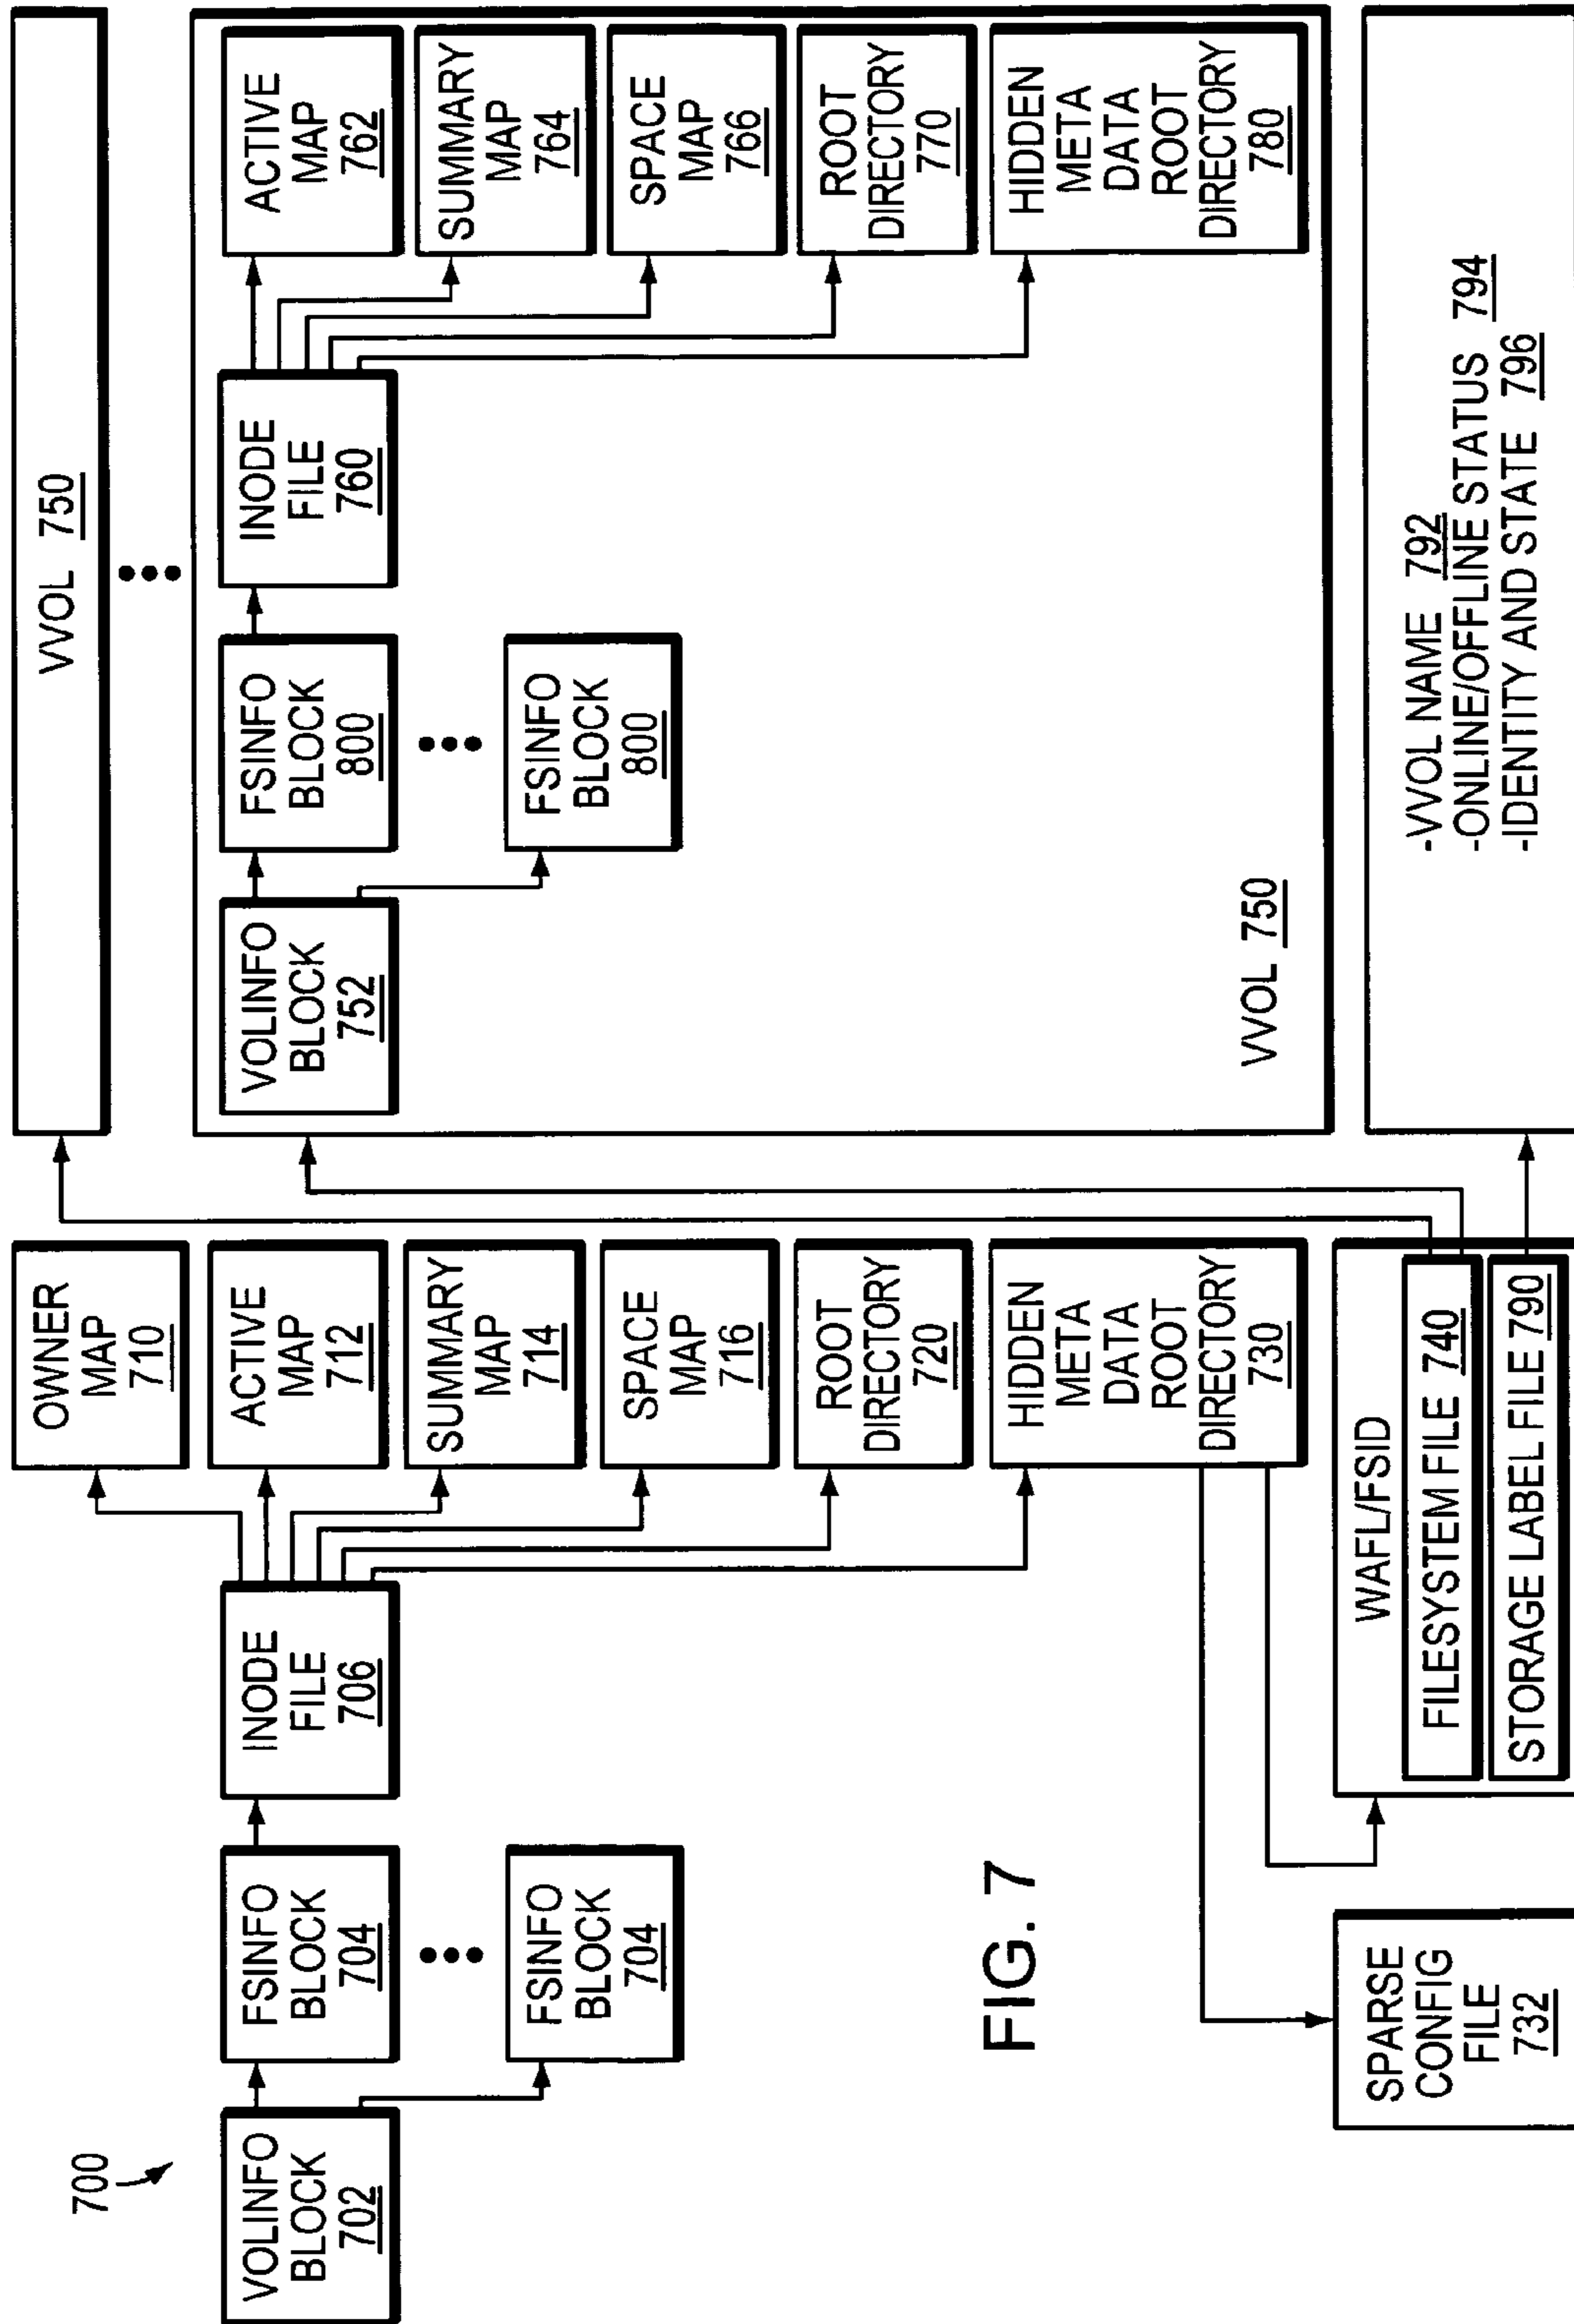 700
VOLINFO
BLOCK
702
FSINFO
BLOCK
704
FSINFO
BLOCK
704
INODE
FILE
706
OWNER
MAP
710
ACTIVE
MAP
712
SUMMARY
MAP
714
SPACE
MAP
716
ROOT
DIRECTORY
720
HIDDEN
META
DATA
ROOT
DIRECTORY
730
SPARSE
CONFIG
FILE
732
WAFL/FSID
FILESYSTEM FILE 740
STORAGE LABEL FILE 790
VVOL 750
VOLINFO
BLOCK
752
FSINFO
BLOCK
800
FSINFO
BLOCK
800
INODE
FILE
760
ACTIVE
MAP
762
SUMMARY
MAP
764
SPACE
MAP
766
ROOT
DIRECTORY
770
HIDDEN
META
DATA
ROOT
DIRECTORY
780
VVOL 750
-VVOL NAME 792
-ONLINE/OFFLINE STATUS 794
-IDENTITY AND STATE 796
FIG. 7